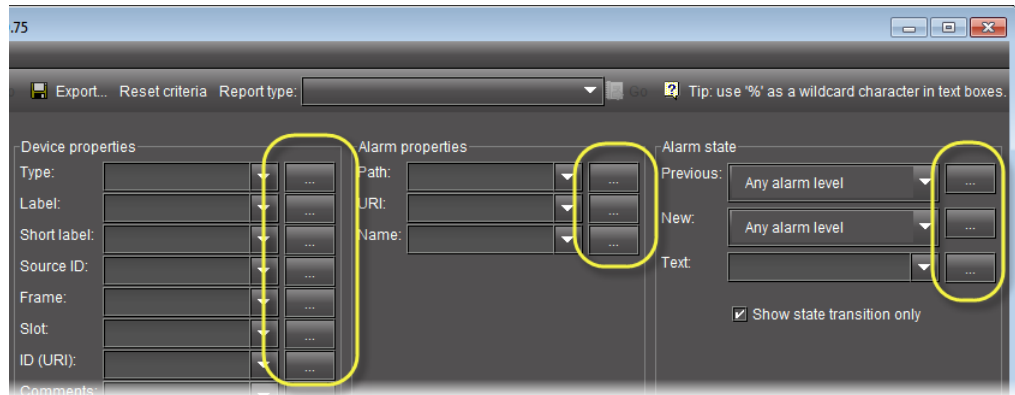 .75
Export... Reset criteria Report type: Go Tip: use '%' as a wildcard character in text boxes.
Device properties
Type: ...
Label: ...
Short label: ...
Source ID: ...
Frame: ...
Slot: ...
ID (URI): ...
Comments:
Alarm properties
Path: ...
URI: ...
Name: ...
Alarm state
Previous: Any alarm level ...
New: Any alarm level ...
Text: ...
Show state transition only